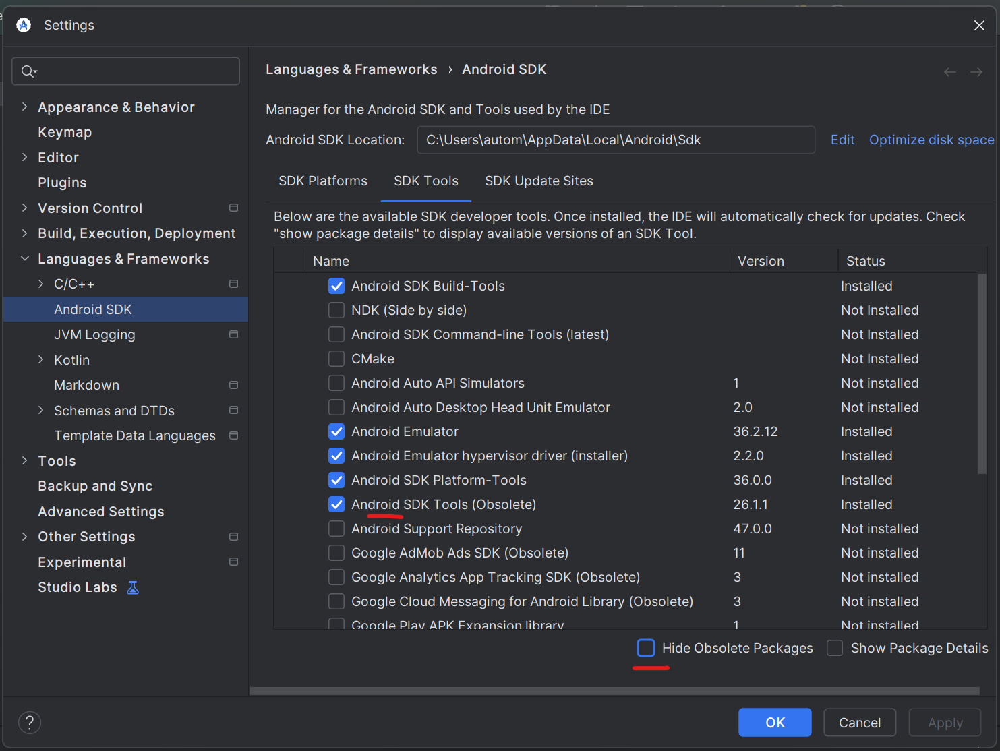 Settings
Appearance & Behavior
Keymap
Editor
Plugins
Version Control
Build, Execution, Deployment
Languages & Frameworks
C/C++
Android SDK
JVM Logging
Kotlin
Markdown
Schemas and DTDs
Template Data Languages
Tools
Backup and Sync
Advanced Settings
Other Settings
Experimental
Studio Labs
Languages & Frameworks › Android SDK
Manager for the Android SDK and Tools used by the IDE
Android SDK Location: C:\Users\autom\AppData\Local\Android\Sdk Edit Optimize disk space
SDK Platforms SDK Tools SDK Update Sites
Below are the available SDK developer tools. Once installed, the IDE will automatically check for updates. Check
"show package details" to display available versions of an SDK Tool.
Name Version Status
Android SDK Build-Tools Installed
NDK (Side by side) Not Installed
Android SDK Command-line Tools (latest) Not Installed
CMake Not Installed
Android Auto API Simulators 1 Not installed
Android Auto Desktop Head Unit Emulator 2.0 Not installed
Android Emulator 36.2.12 Installed
Android Emulator hypervisor driver (installer) 2.2.0 Installed
Android SDK Platform-Tools 36.0.0 Installed
Android SDK Tools (Obsolete) 26.1.1 Installed
Android Support Repository 47.0.0 Not installed
Google AdMob Ads SDK (Obsolete) 11 Not installed
Google Analytics App Tracking SDK (Obsolete) 3 Not installed
Google Cloud Messaging for Android Library (Obsolete) 3 Not installed
Google Play APK Expansion library 1 Not installed
Hide Obsolete Packages Show Package Details
? OK Cancel Apply